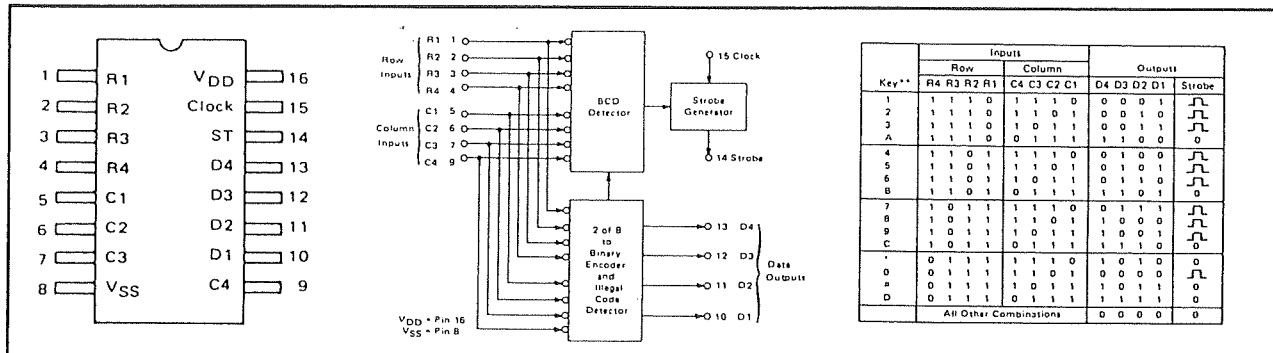 1 R1 VDD 16
2 R2 Clock 15
3 R3 ST 14
4 R4 D4 13
5 C1 D3 12
6 C2 D2 11
7 C3 D1 10
8 VSS C4 9
Row
Inputs
R1 1
R2 2
R3 3
R4 4
Column
Inputs
C1 5
C2 6
C3 7
C4 9
BCD
Detector
15 Clock
Strobe
Generator
14 Strobe
2 of 8
to
Binary
Encoder
and
Illegal
Code
Detector
13 D4
12 D3
11 D2
10 D1
Data
Outputs
VDD = Pin 16
VSS = Pin 8
Inputs Outputs
Row Column
Key** R4 R3 R2 R1 C4 C3 C2 C1 D4 D3 D2 D1 Strobe
1 1 1 1 0 1 1 1 0 0 0 0 1
2 1 1 1 0 1 1 0 1 0 0 1 0
3 1 1 1 0 1 0 1 1 0 0 1 1
A 1 1 1 0 0 1 1 1 1 1 0 0 0
4 1 1 0 1 1 1 1 0 0 1 0 0
5 1 1 0 1 1 1 0 1 0 1 0 1
6 1 1 0 1 1 0 1 1 0 1 1 0
B 1 1 0 1 0 1 1 1 1 1 0 1 0
7 1 0 1 1 1 1 1 0 0 1 1 1
8 1 0 1 1 1 1 0 1 1 0 0 0
9 1 0 1 1 1 0 1 1 1 0 0 1
C 1 0 1 1 0 1 1 1 1 1 1 0 0
* 0 1 1 1 1 1 1 0 1 0 1 0 0
0 0 1 1 1 1 1 0 1 0 0 0 0
# 0 1 1 1 1 0 1 1 1 0 1 1 0
D 0 1 1 1 0 1 1 1 1 1 1 1 0
All Other Combinations 0 0 0 0 0